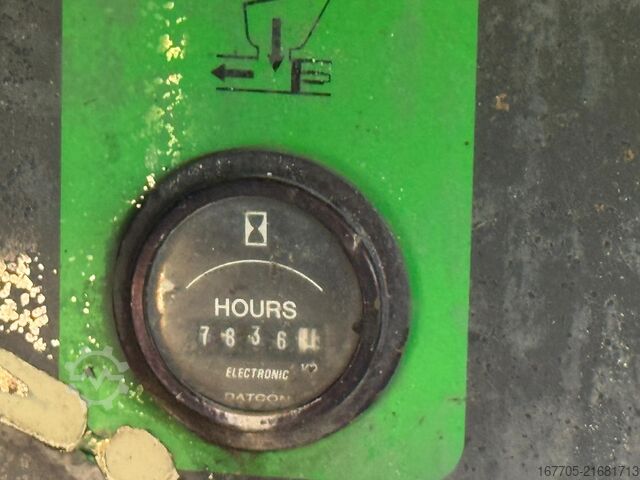 HOURS
7836
ELECTRONIC
DATCON
167705-21681713